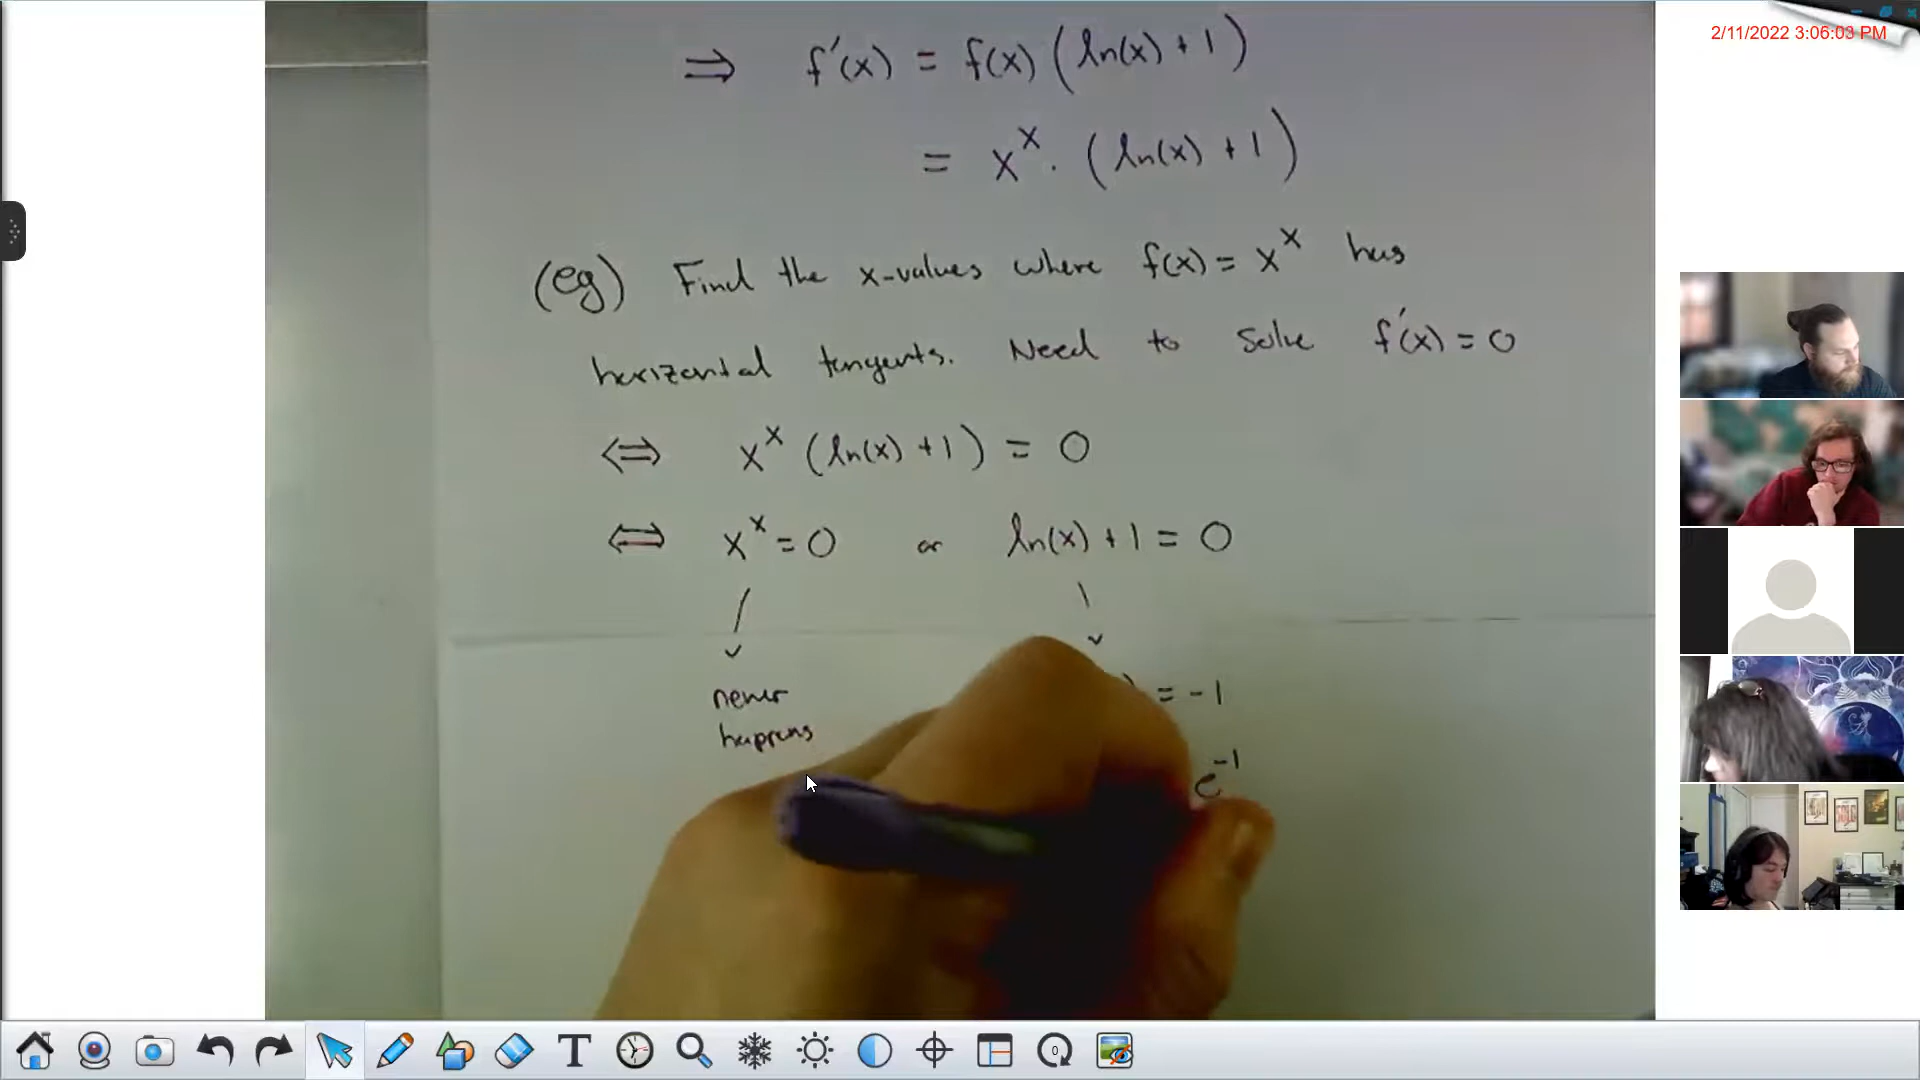 2/11/2022 3:06:03 PM
⇒ f'(x) = f(x) (ln(x) + 1)
= x^x · (ln(x) + 1)
(eg) Find the x-values where f(x) = x^x has
horizontal tangents. Need to solve f'(x) = 0
⇔ x^x (ln(x) + 1) = 0
⇔ x^x = 0 or ln(x) + 1 = 0
never
happens
) = -1
e^-1
T
0